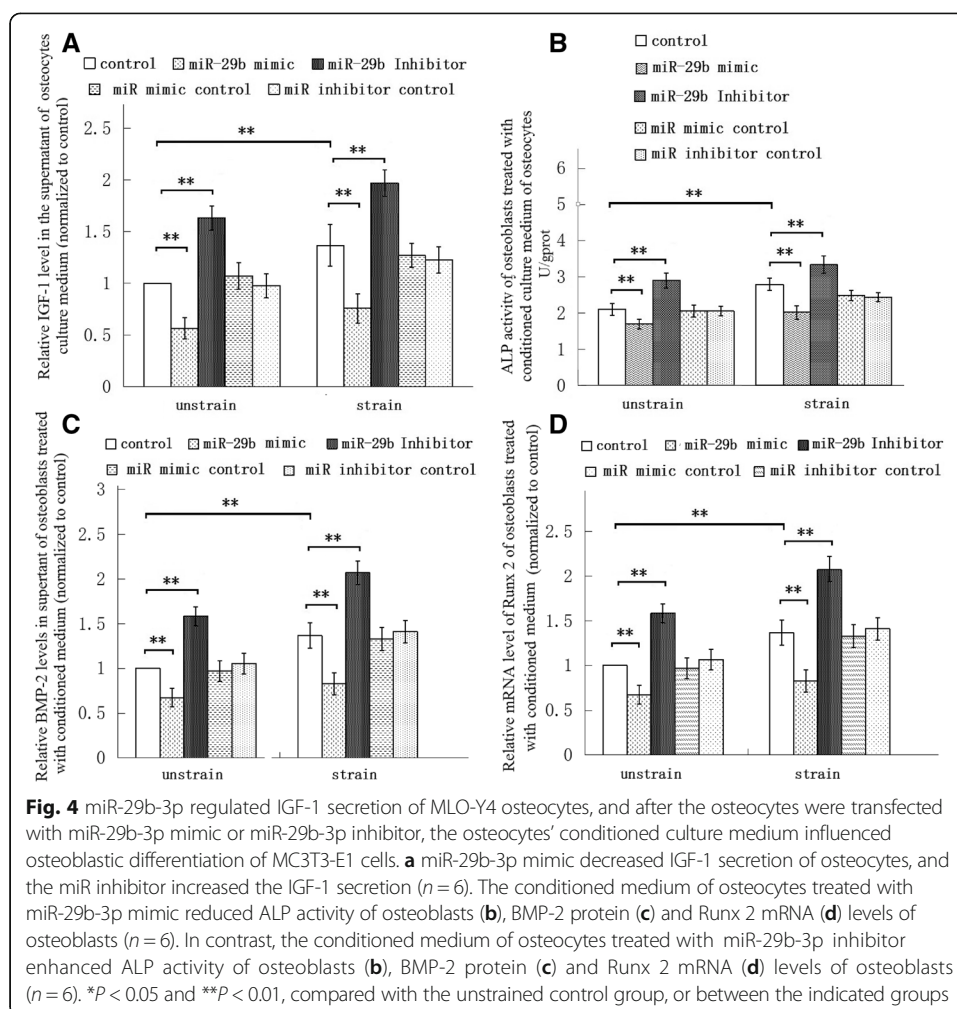 A
control miR-29b mimic miR-29b Inhibitor
miR mimic control miR inhibitor control
Relative IGF-1 level in the supernatant of osteocytes
culture medium (normalized to control)
2.5
2
1.5
1
0.5
0
**
**
**
**
**
unstrain
strain
B
control
miR-29b mimic
miR-29b Inhibitor
miR mimic control
miR inhibitor control
ALP activity of osteoblasts treated with
conditioned culture medium of osteocytes
U/gprot
6
5
4
3
2
1
0
**
**
**
**
**
unstrain
strain
C
control miR-29b mimic miR-29b Inhibitor
miR mimic control miR inhibitor control
Relative BMP-2 levels in supertant of osteoblasts treated
with conditioned medium (normalized to control)
3
2.5
2
1.5
1
0.5
0
**
**
**
**
**
unstrain
strain
D
control miR-29b mimic miR-29b Inhibitor
miR mimic control miR inhibitor control
Relative mRNA level of Runx 2 of osteoblasts treated
with conditioned medium (normalized to control)
3
2.5
2
1.5
1
0.5
0
**
**
**
**
**
unstrain
strain
Fig. 4 miR-29b-3p regulated IGF-1 secretion of MLO-Y4 osteocytes, and after the osteocytes were transfected
with miR-29b-3p mimic or miR-29b-3p inhibitor, the osteocytes' conditioned culture medium influenced
osteoblastic differentiation of MC3T3-E1 cells. a miR-29b-3p mimic decreased IGF-1 secretion of osteocytes, and
the miR inhibitor increased the IGF-1 secretion (n = 6). The conditioned medium of osteocytes treated with
miR-29b-3p mimic reduced ALP activity of osteoblasts (b), BMP-2 protein (c) and Runx 2 mRNA (d) levels of
osteoblasts (n = 6). In contrast, the conditioned medium of osteocytes treated with miR-29b-3p inhibitor
enhanced ALP activity of osteoblasts (b), BMP-2 protein (c) and Runx 2 mRNA (d) levels of osteoblasts
(n = 6). *P < 0.05 and **P < 0.01, compared with the unstrained control group, or between the indicated groups